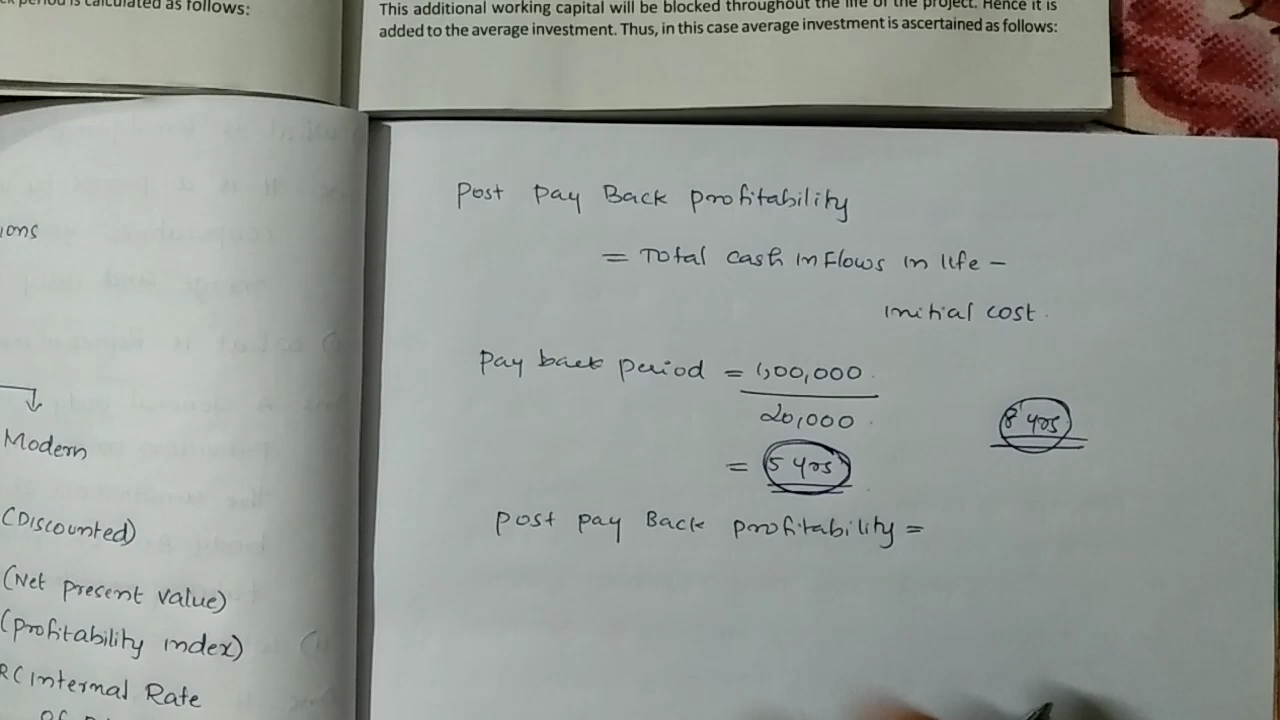 period is calculated as follows:
This additional working capital will be blocked throughout the life of the project. Hence it is
added to the average investment. Thus, in this case average investment is ascertained as follows:
ions
Modern
(Discounted)
(Net present value)
(profitability index)
R(Internal Rate
Post Pay Back profitability
= Total cash inflows in life –
initial cost.
Pay back period = 1,00,000
20,000
= 5 yrs
8 yrs
Post pay Back profitability =